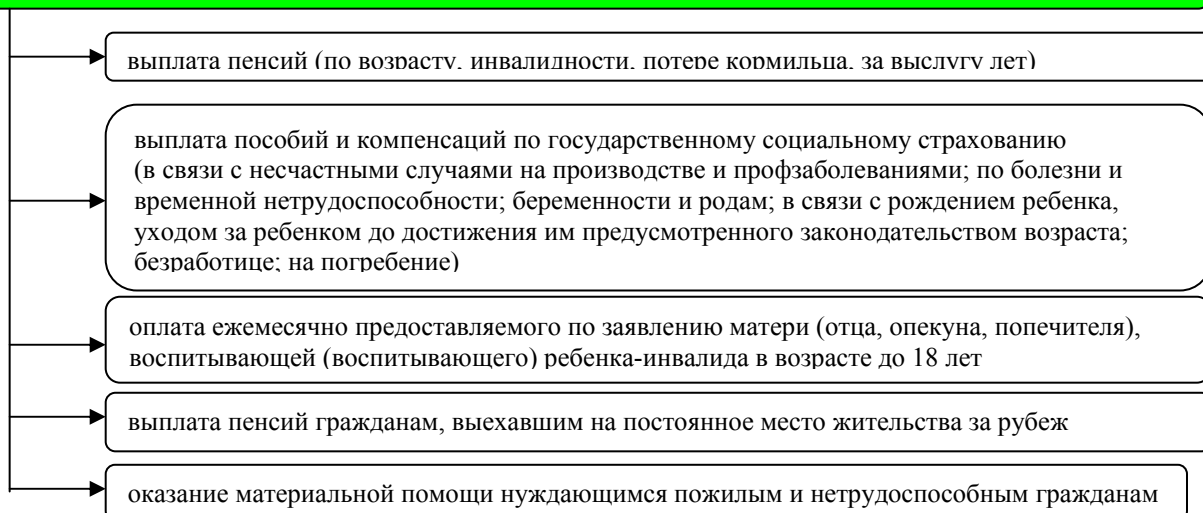 выплата пенсий (по возрасту, инвалидности, потере кормильца, за выслугу лет)
выплата пособий и компенсаций по государственному социальному страхованию
(в связи с несчастными случаями на производстве и профзаболеваниями; по болезни и
временной нетрудоспособности; беременности и родам; в связи с рождением ребенка,
уходом за ребенком до достижения им предусмотренного законодательством возраста;
безработице; на погребение)
оплата ежемесячно предоставляемого по заявлению матери (отца, опекуна, попечителя),
воспитывающей (воспитывающего) ребенка-инвалида в возрасте до 18 лет
выплата пенсий гражданам, выехавшим на постоянное место жительства за рубеж
оказание материальной помощи нуждающимся пожилым и нетрудоспособным гражданам